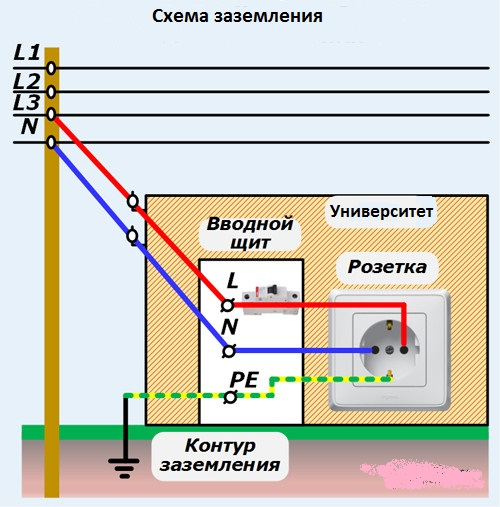 Схема заземления
L1
L2
L3
N
Университет
Вводной
щит
Розетка
L
N
PE
Контур
заземления